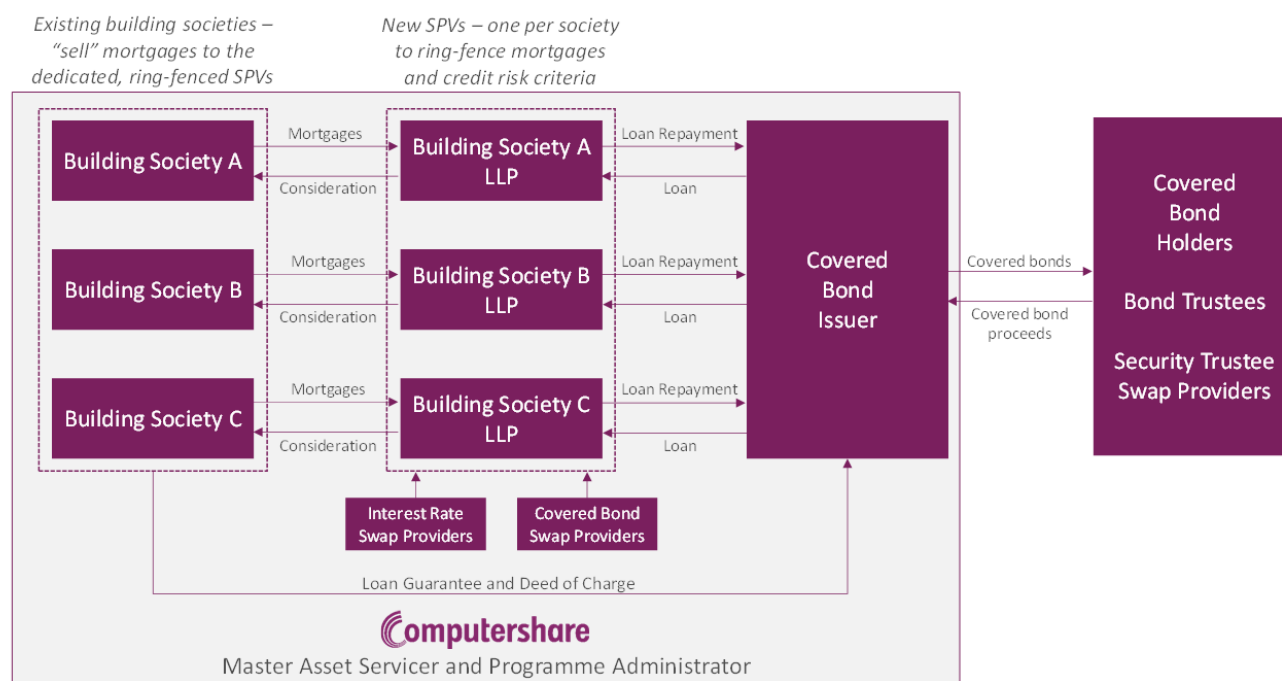 Existing building societies –
“sell” mortgages to the
dedicated, ring-fenced SPVs
New SPVs – one per society
to ring-fence mortgages
and credit risk criteria
Building Society A
Mortgages
Consideration
Building Society A
LLP
Loan Repayment
Loan
Building Society B
Mortgages
Consideration
Building Society B
LLP
Loan Repayment
Loan
Building Society C
Mortgages
Consideration
Building Society C
LLP
Loan Repayment
Loan
Covered
Bond
Issuer
Covered bonds
Covered bond
proceeds
Covered
Bond
Holders
Bond Trustees
Security Trustee
Swap Providers
Interest Rate
Swap Providers
Covered Bond
Swap Providers
Loan Guarantee and Deed of Charge
Computershare
Master Asset Servicer and Programme Administrator